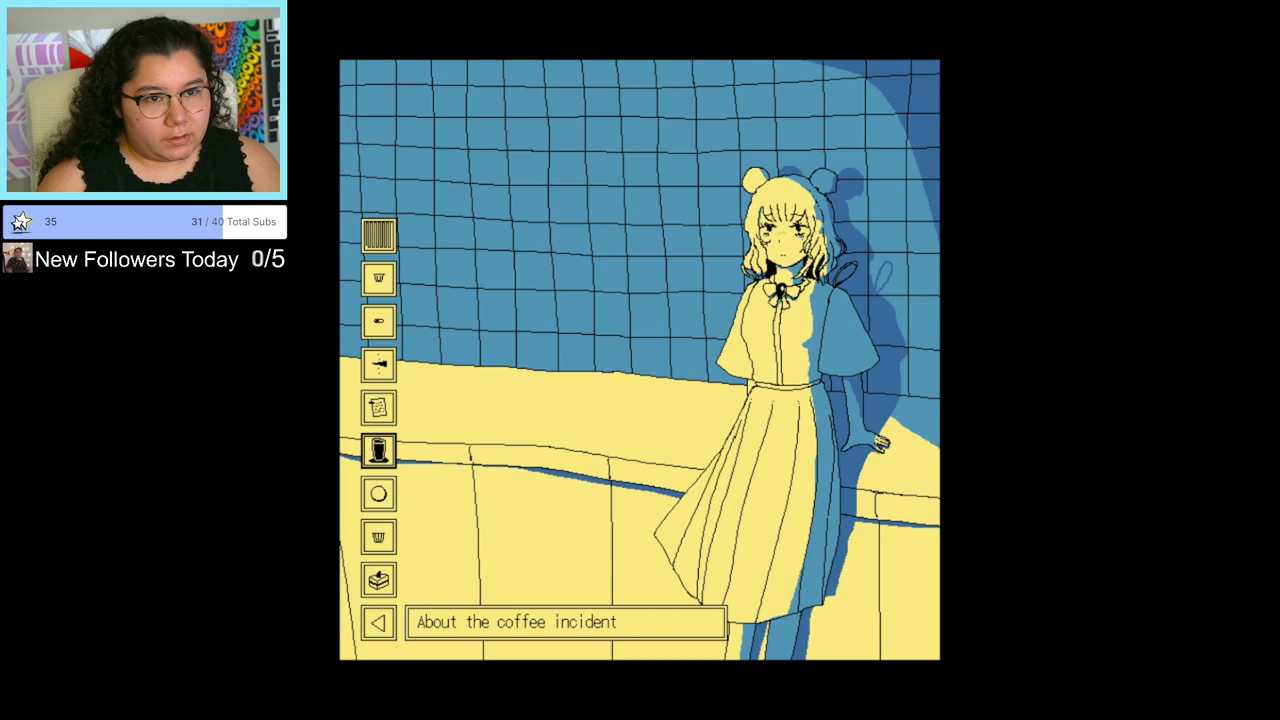 35 31 / 40 Total Subs
New Followers Today 0/5
About the coffee incident